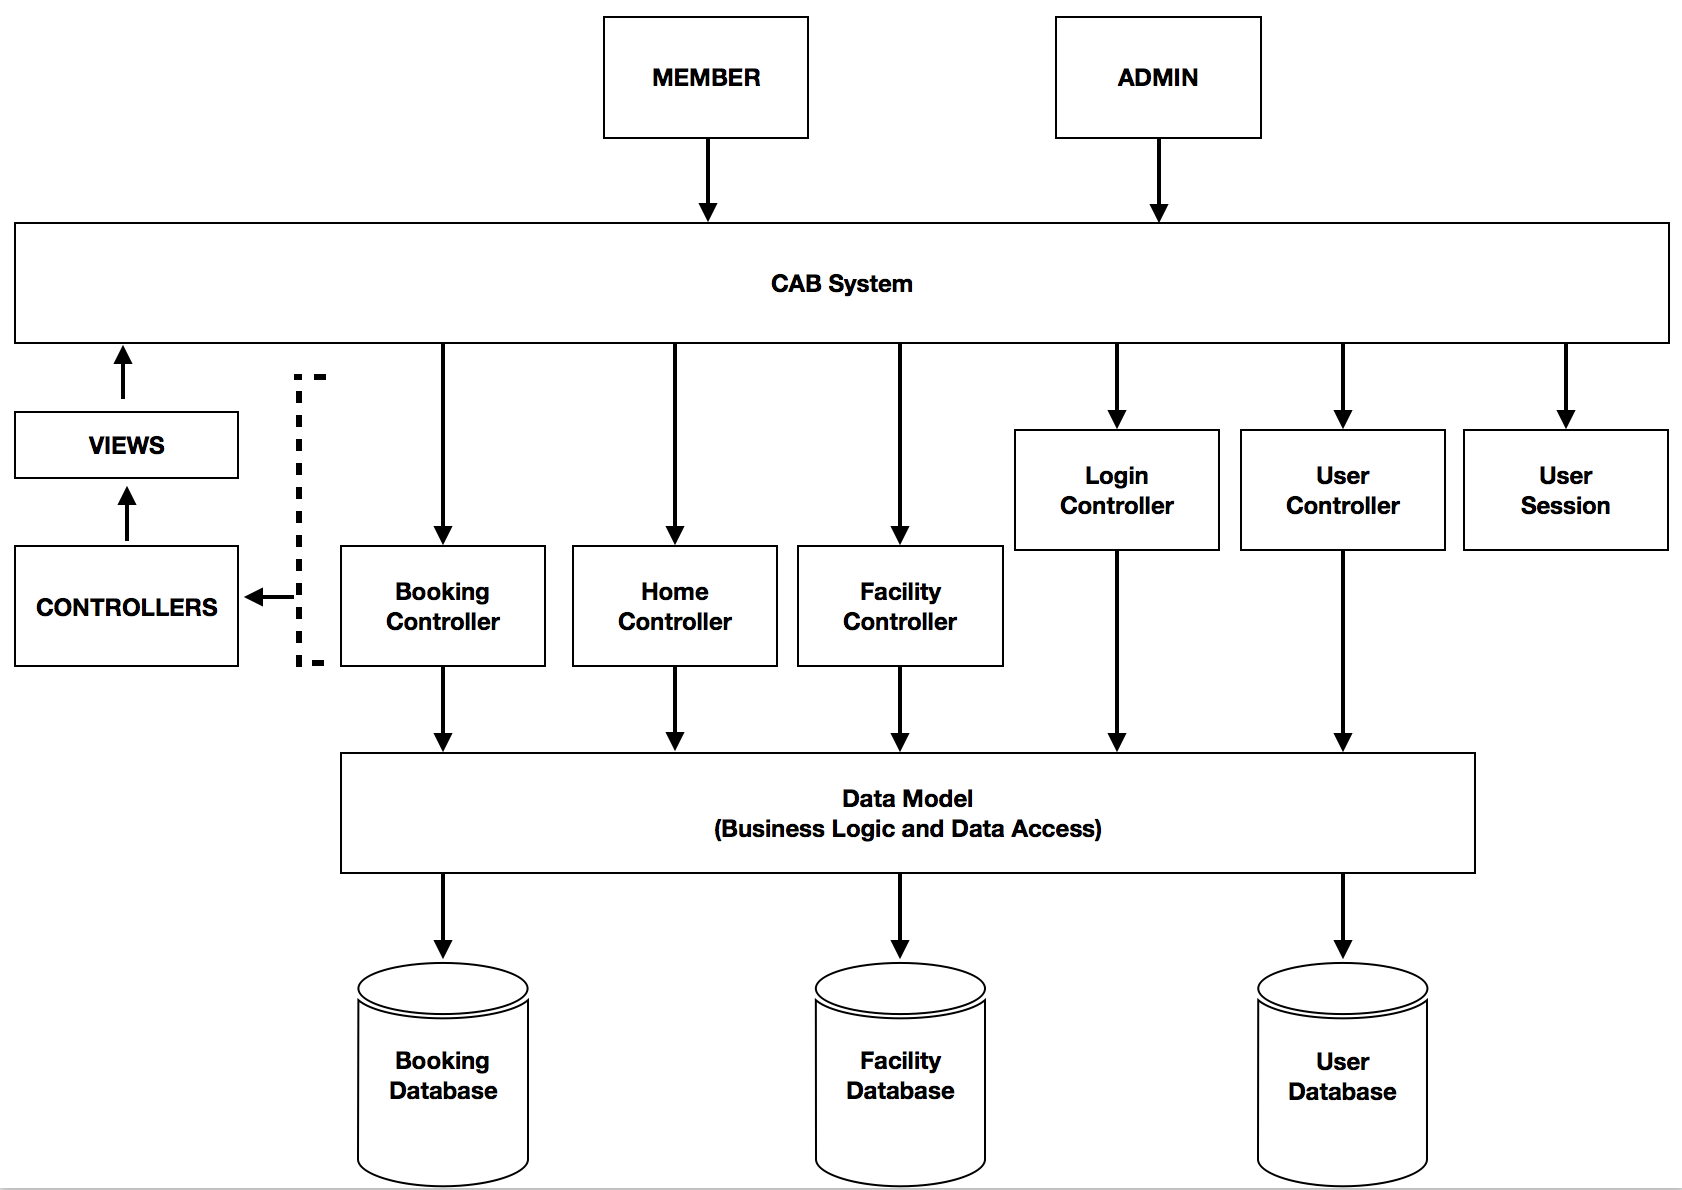 MEMBER
ADMIN
CAB System
VIEWS
CONTROLLERS
Booking
Controller
Home
Controller
Facility
Controller
Login
Controller
User
Controller
User
Session
Data Model
(Business Logic and Data Access)
Booking
Database
Facility
Database
User
Database